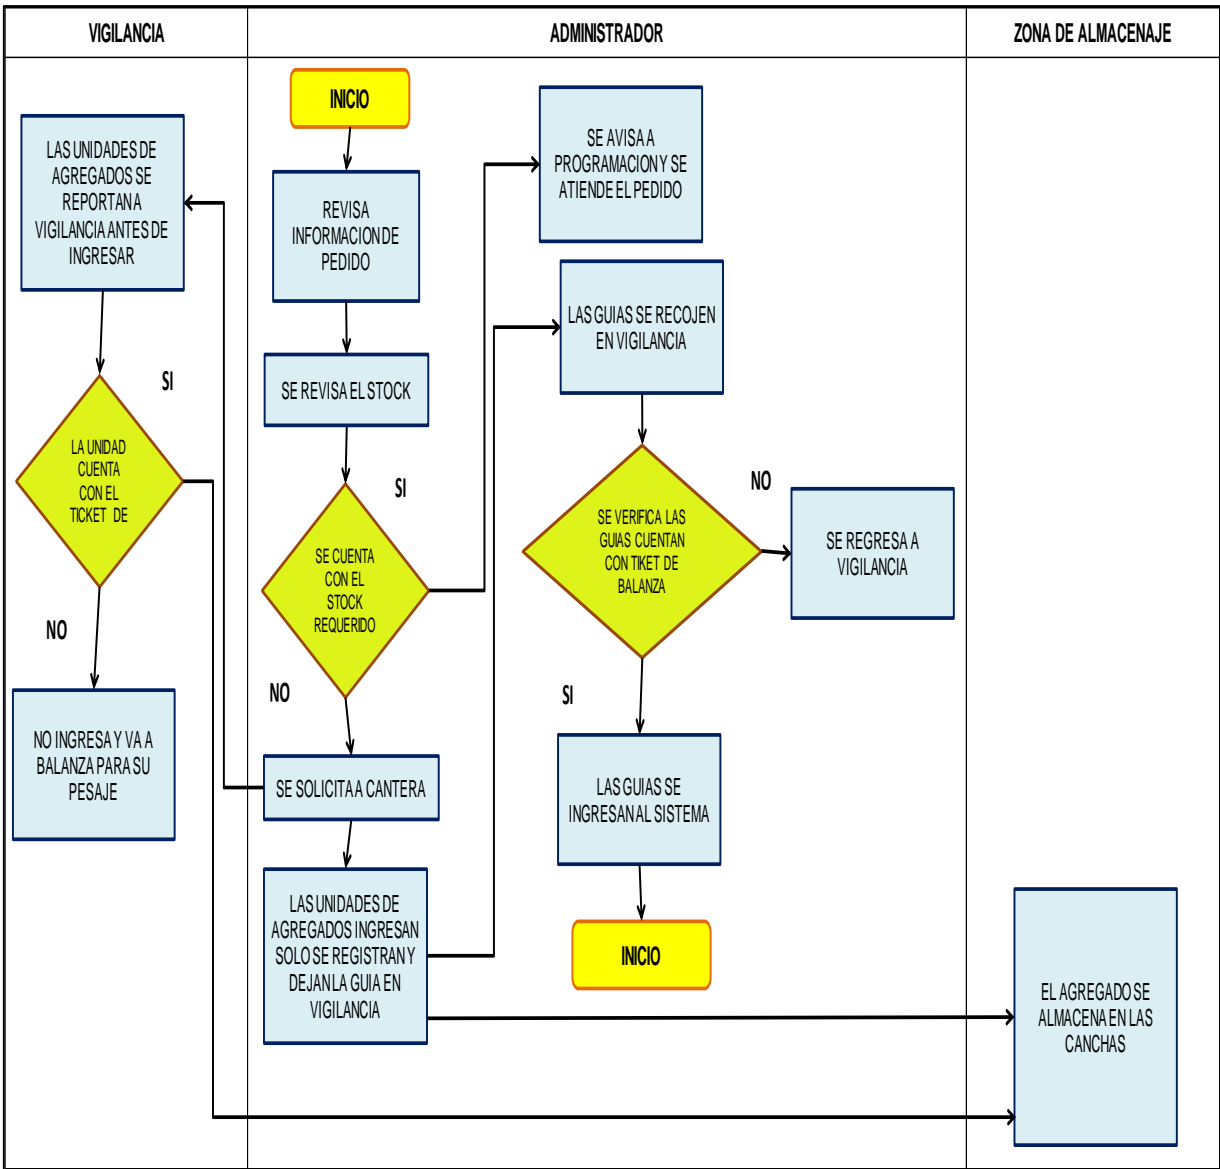 VIGILANCIA
ADMINISTRADOR
ZONA DE ALMACENAJE
LAS UNIDADES DE
AGREGADOS SE
REPORTAN A
VIGILANCIA ANTES DE
INGRESAR
SI
LA UNIDAD
CUENTA
CON EL
TICKET DE
NO
NO INGRESA Y VA A
BALANZA PARA SU
PESAJE
INICIO
REVISA
INFORMACION DE
PEDIDO
SE REVISA EL STOCK
SI
SE CUENTA
CON EL
STOCK
REQUERIDO
NO
SE SOLICITA A CANTERA
LAS UNIDADES DE
AGREGADOS INGRESAN
SOLO SE REGISTRAN Y
DEJAN LA GUIA EN
VIGILANCIA
SE AVISA A
PROGRAMACION Y SE
ATIENDE EL PEDIDO
LAS GUIAS SE RECOJEN
EN VIGILANCIA
SE VERIFICA LAS
GUIAS CUENTAN
CON TIKET DE
BALANZA
NO
SE REGRESA A
VIGILANCIA
SI
LAS GUIAS SE
INGRESAN AL SISTEMA
INICIO
EL AGREGADO SE
ALMACENA EN LAS
CANCHAS